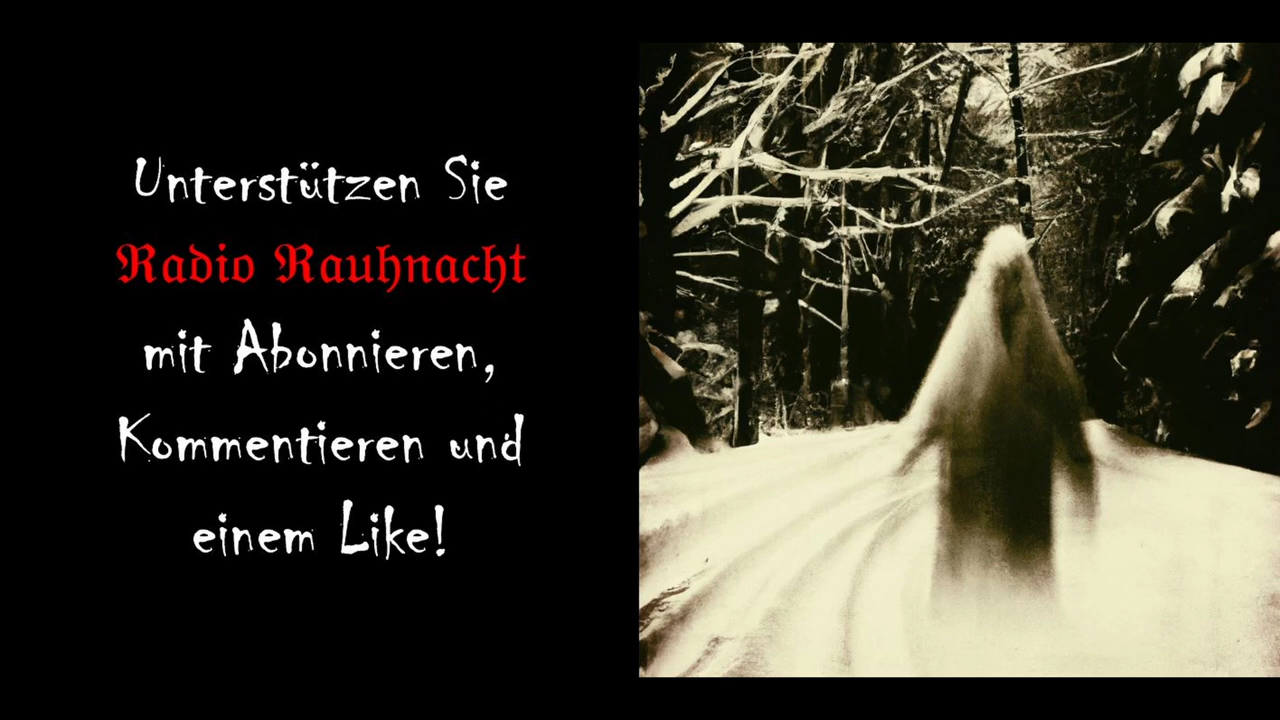 Unterstützen Sie
Radio Rauhnacht
mit Abonnieren,
Kommentieren und
einem Like!